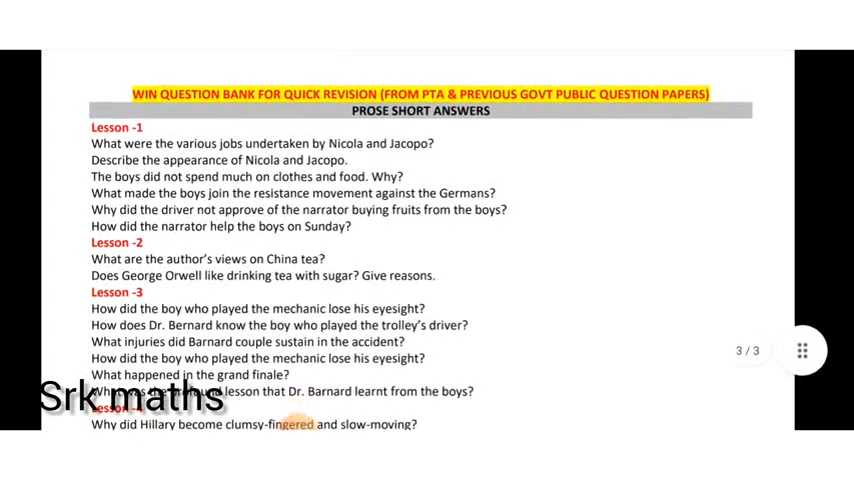 WIN QUESTION BANK FOR QUICK REVISION (FROM PTA & PREVIOUS GOVT PUBLIC QUESTION PAPERS)
PROSE SHORT ANSWERS
Lesson -1
What were the various jobs undertaken by Nicola and Jacopo?
Describe the appearance of Nicola and Jacopo.
The boys did not spend much on clothes and food. Why?
What made the boys join the resistance movement against the Germans?
Why did the driver not approve of the narrator buying fruits from the boys?
How did the narrator help the boys on Sunday?
Lesson -2
What are the author's views on China tea?
Does George Orwell like drinking tea with sugar? Give reasons.
Lesson -3
How did the boy who played the mechanic lose his eyesight?
How does Dr. Bernard know the boy who played the trolley's driver?
What injuries did Barnard couple sustain in the accident?
3 / 3
How did the boy who played the mechanic lose his eyesight?
What happened in the grand finale?
What was the lesson that Dr. Barnard learnt from the boys?
Srk maths
Lesson
Why did Hillary become clumsy-fingered and slow-moving?